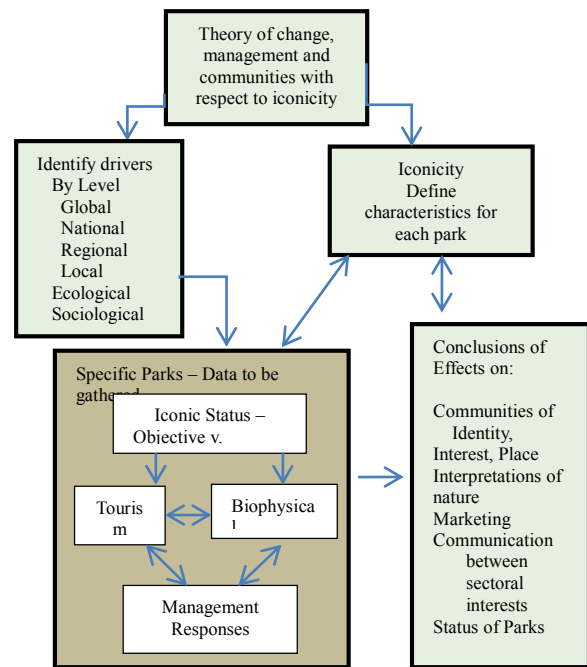 Theory of change,
management and
communities with
respect to iconicity
Identify drivers
By Level
Global
National
Regional
Local
Ecological
Sociological
Iconicity
Define
characteristics for
each park
Specific Parks – Data to be
gathered
Iconic Status –
Objective v.
Touris
m
Biophysica
l
Management
Responses
Conclusions of
Effects on:
Communities of
Identity,
Interest, Place
Interpretations of
nature
Marketing
Communication
between
sectoral
interests
Status of Parks